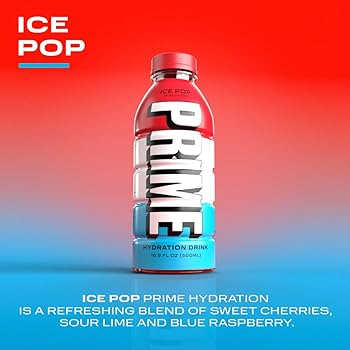 ICE
POP
ICE POP
PRIME
HYDRATION DRINK
16.9 FL OZ (500ML)
ICE POP PRIME HYDRATION
IS A REFRESHING BLEND OF SWEET CHERRIES,
SOUR LIME AND BLUE RASPBERRY.